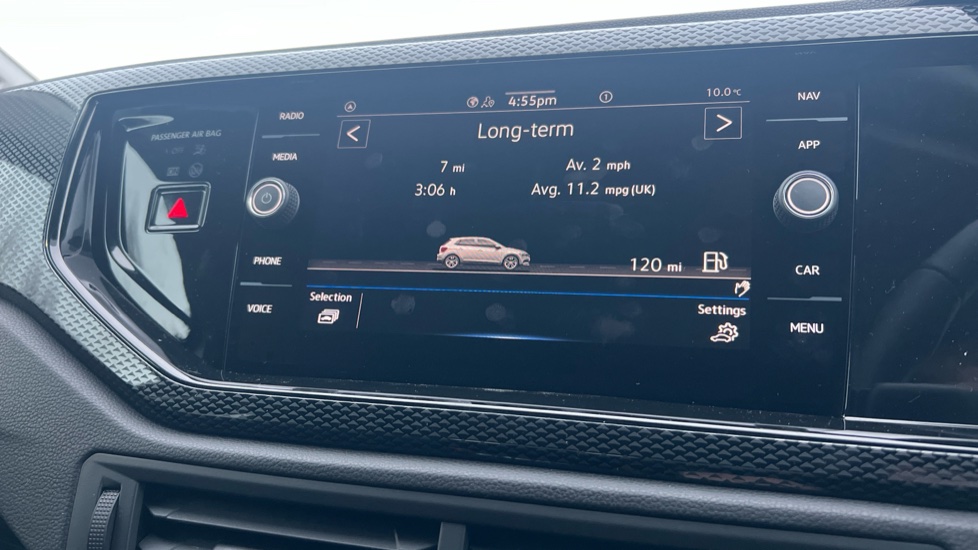 PASSENGER AIR BAG
RADIO
MEDIA
PHONE
VOICE
4:55pm
10.0°C
Long-term
7 mi
Av. 2 mph
3:06 h
Avg. 11.2 mpg (UK)
120 mi
Selection
Settings
NAV
APP
CAR
MENU